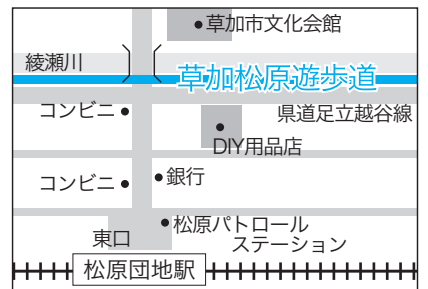 草加市文化会館
綾瀬川
草加松原遊歩道
コンビニ
県道足立越谷線
DIY用品店
コンビニ
銀行
松原パトロール
ステーション
東口
松原団地駅